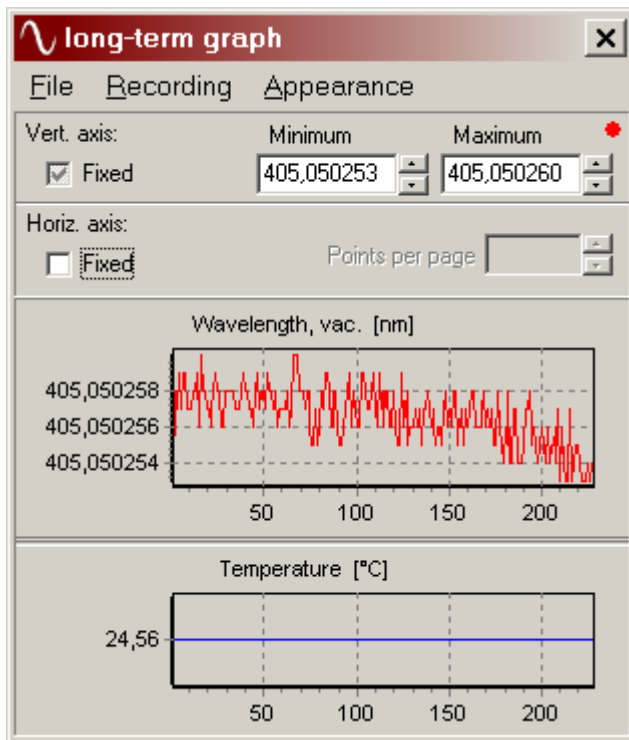 long-term graph
File Recording Appearance
Vert. axis: Minimum Maximum
Fixed 405,050253 405,050260
Horiz. axis:
Fixed Points per page
Wavelength, vac. [nm]
405,050258
405,050256
405,050254
50 100 150 200
Temperature [°C]
24,56
50 100 150 200